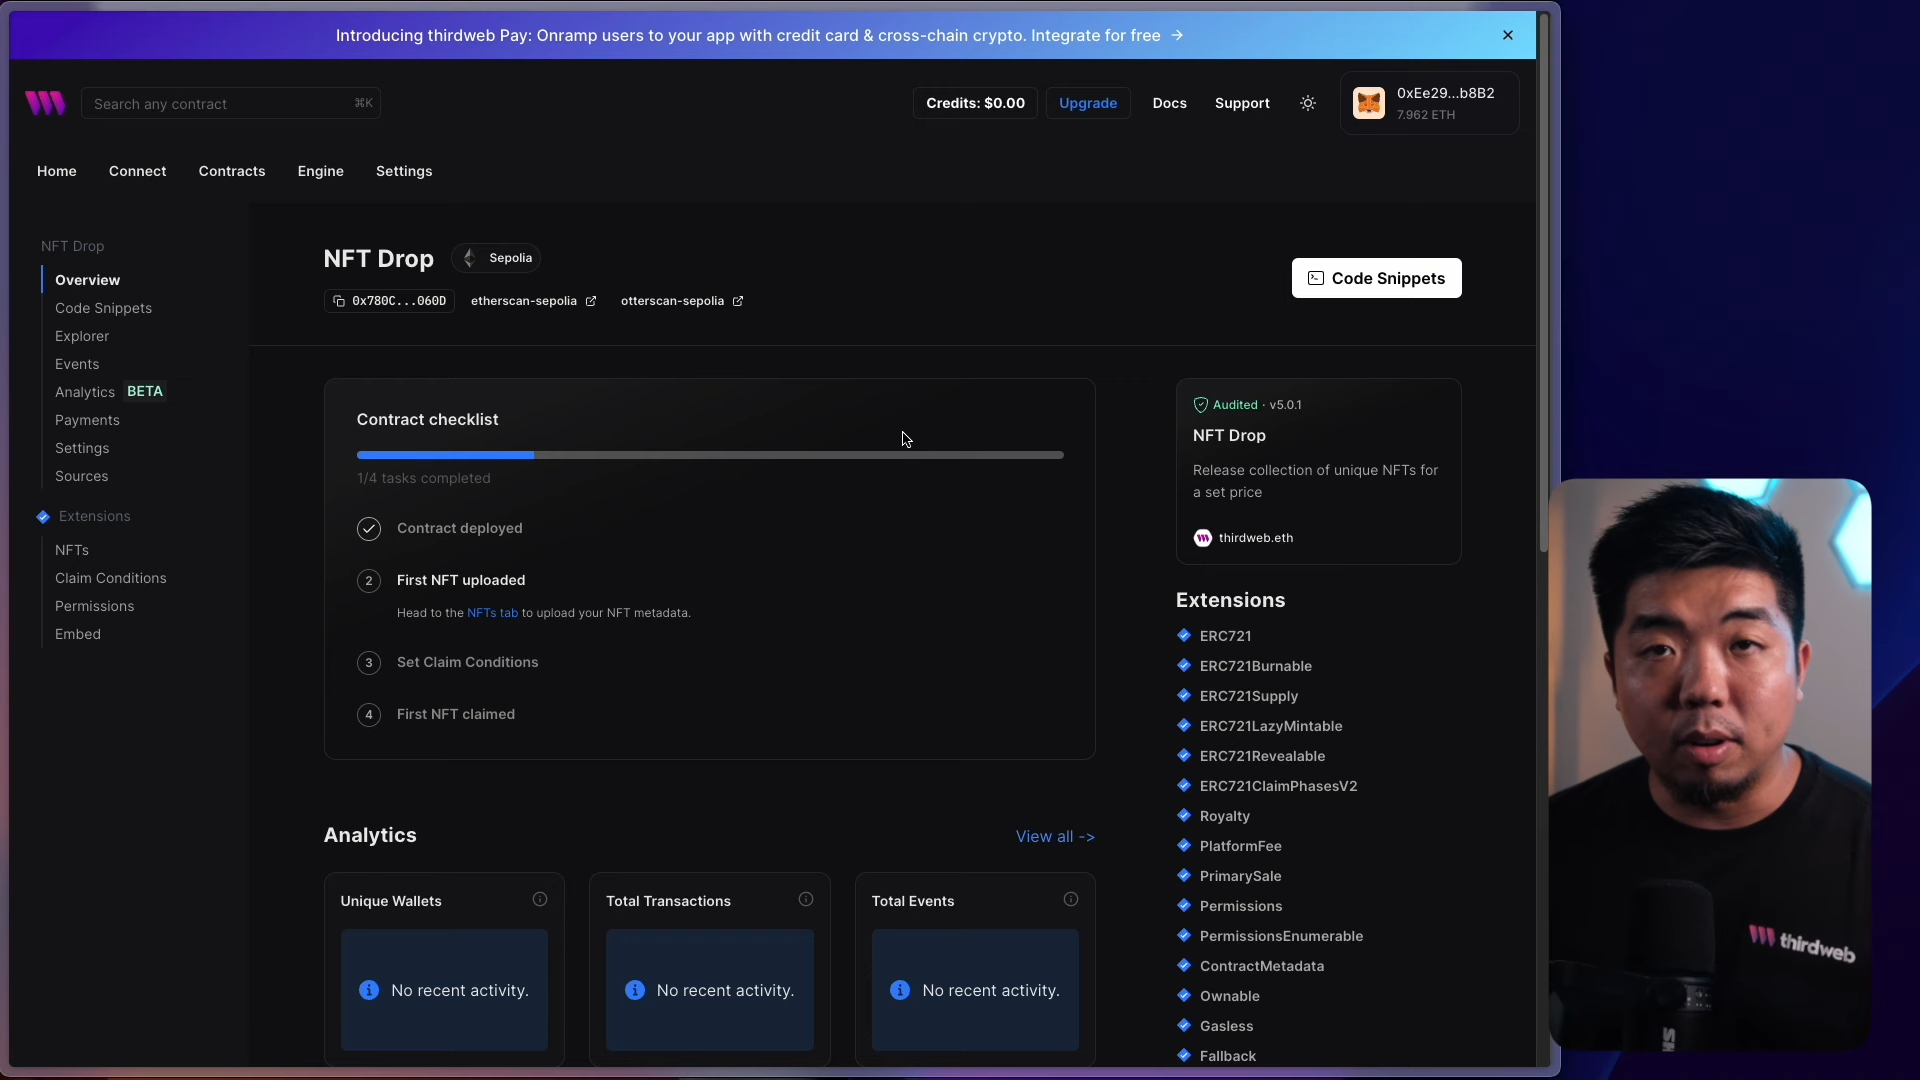 Introducing thirdweb Pay: Onramp users to your app with credit card & cross-chain crypto. Integrate for free →
Search any contract ⌘K
Credits: $0.00
Upgrade
Docs
Support
0xEe29...b8B2
7.962 ETH
Home
Connect
Contracts
Engine
Settings
NFT Drop
Overview
Code Snippets
Explorer
Events
Analytics BETA
Payments
Settings
Sources
Extensions
NFTs
Claim Conditions
Permissions
Embed
NFT Drop
Sepolia
0x780C...060D
etherscan-sepolia
otterscan-sepolia
Code Snippets
Contract checklist
1/4 tasks completed
Contract deployed
2 First NFT uploaded
Head to the NFTs tab to upload your NFT metadata.
3 Set Claim Conditions
4 First NFT claimed
Analytics
View all ->
Unique Wallets
No recent activity.
Total Transactions
No recent activity.
Total Events
No recent activity.
Audited · v5.0.1
NFT Drop
Release collection of unique NFTs for
a set price
thirdweb.eth
Extensions
ERC721
ERC721Burnable
ERC721Supply
ERC721LazyMintable
ERC721Revealable
ERC721ClaimPhasesV2
Royalty
PlatformFee
PrimarySale
Permissions
PermissionsEnumerable
ContractMetadata
Ownable
Gasless
Fallback
thirdweb